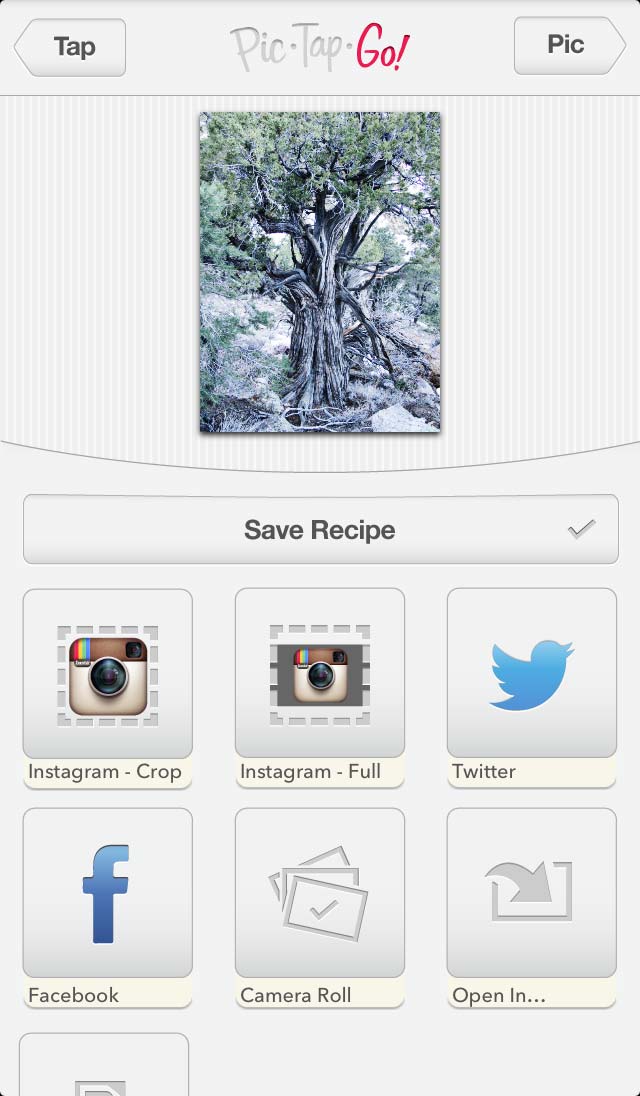 Tap
Pic·Tap·Go!
Pic
Save Recipe
Instagram - Crop
Instagram - Full
Twitter
Facebook
Camera Roll
Open In...